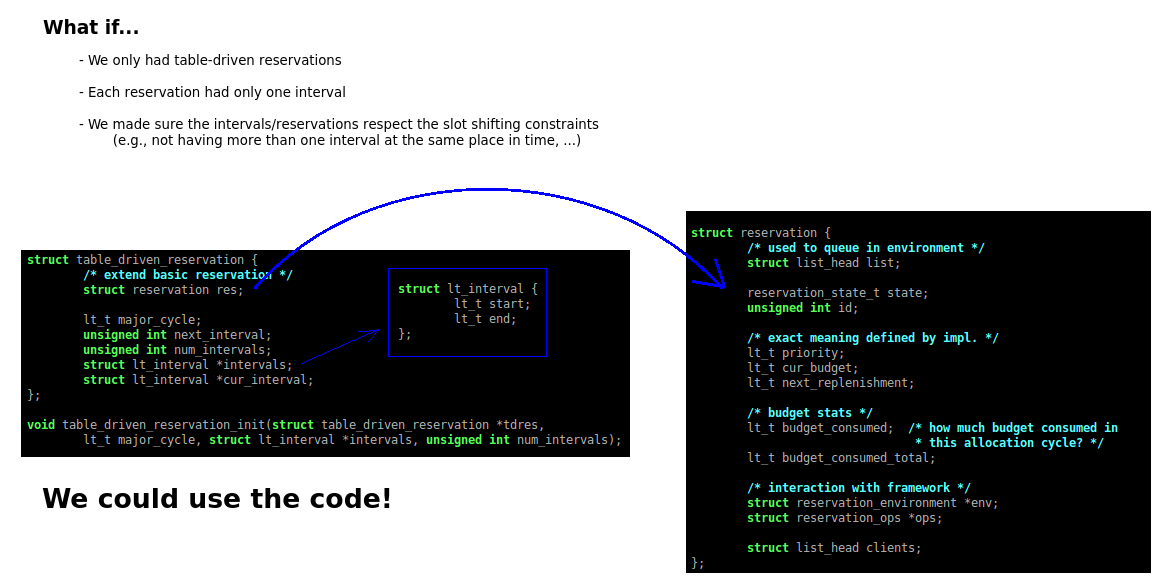 What if...
- We only had table-driven reservations
- Each reservation had only one interval
- We made sure the intervals/reservations respect the slot shifting constraints
(e.g., not having more than one interval at the same place in time, ...)
struct table_driven_reservation {
/* extend basic reservation */
struct reservation res;
lt_t major_cycle;
unsigned int next_interval;
unsigned int num_intervals;
struct lt_interval *intervals;
struct lt_interval *cur_interval;
};
void table_driven_reservation_init(struct table_driven_reservation *tdres,
lt_t major_cycle, struct lt_interval *intervals, unsigned int num_intervals);
struct lt_interval {
lt_t start;
lt_t end;
};
struct reservation {
/* used to queue in environment */
struct list_head list;
reservation_state_t state;
unsigned int id;
/* exact meaning defined by impl. */
lt_t priority;
lt_t cur_budget;
lt_t next_replenishment;
/* budget stats */
lt_t budget_consumed; /* how much budget consumed in
* this allocation cycle? */
lt_t budget_consumed_total;
/* interaction with framework */
struct reservation_environment *env;
struct reservation_ops *ops;
struct list_head clients;
};
We could use the code!